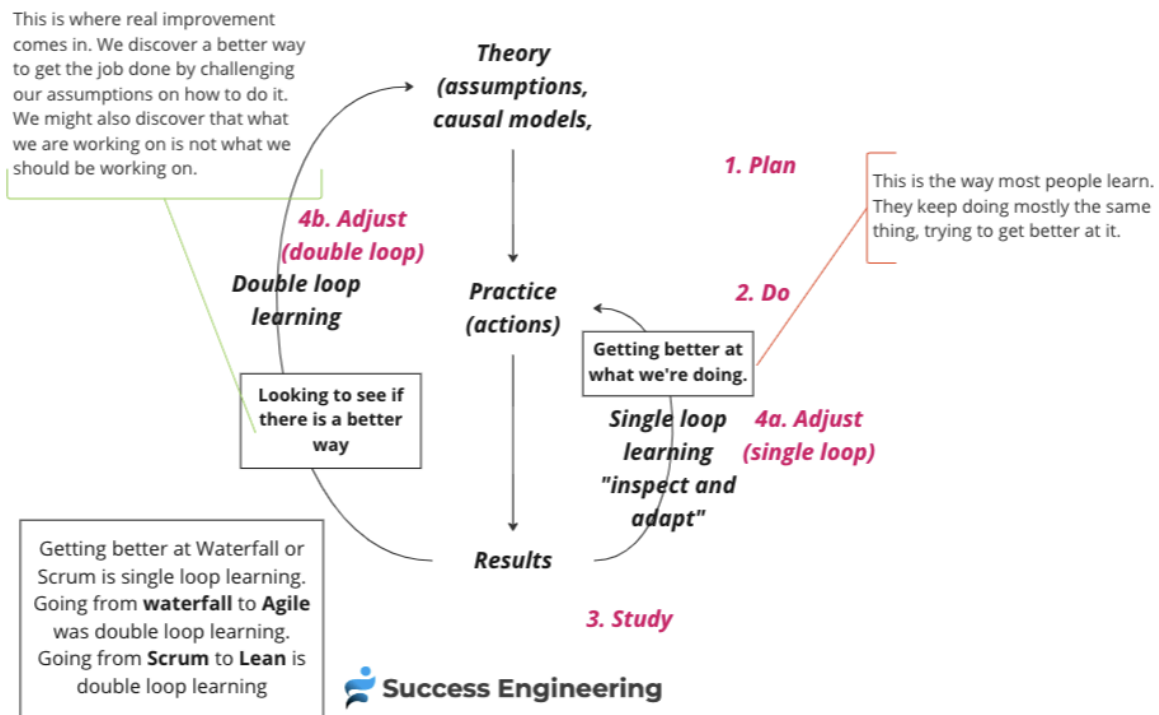 This is where real improvement
comes in. We discover a better way
to get the job done by challenging
our assumptions on how to do it.
We might also discover that what
we are working on is not what we
should be working on.
Theory
(assumptions,
causal models,
1. Plan
This is the way most people learn.
They keep doing mostly the same
thing, trying to get better at it.
4b. Adjust
(double loop)
Double loop
learning
Practice
(actions)
2. Do
Getting better at
what we're doing.
Looking to see if
there is a better
way
Single loop
learning
"inspect and
adapt"
4a. Adjust
(single loop)
Results
3. Study
Getting better at Waterfall or
Scrum is single loop learning.
Going from waterfall to Agile
was double loop learning.
Going from Scrum to Lean is
double loop learning
Success Engineering